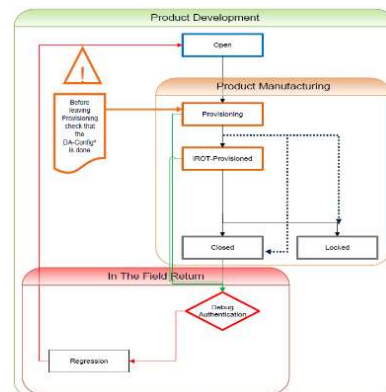 Product Development
Open
!
Product Manufacturing
Before
leaving
Provisioning
check that
the
DA-Config*
is done
Provisioning
iROT-Provisioned
Closed
Locked
In The Field Return
Debug
Authentication
Regression